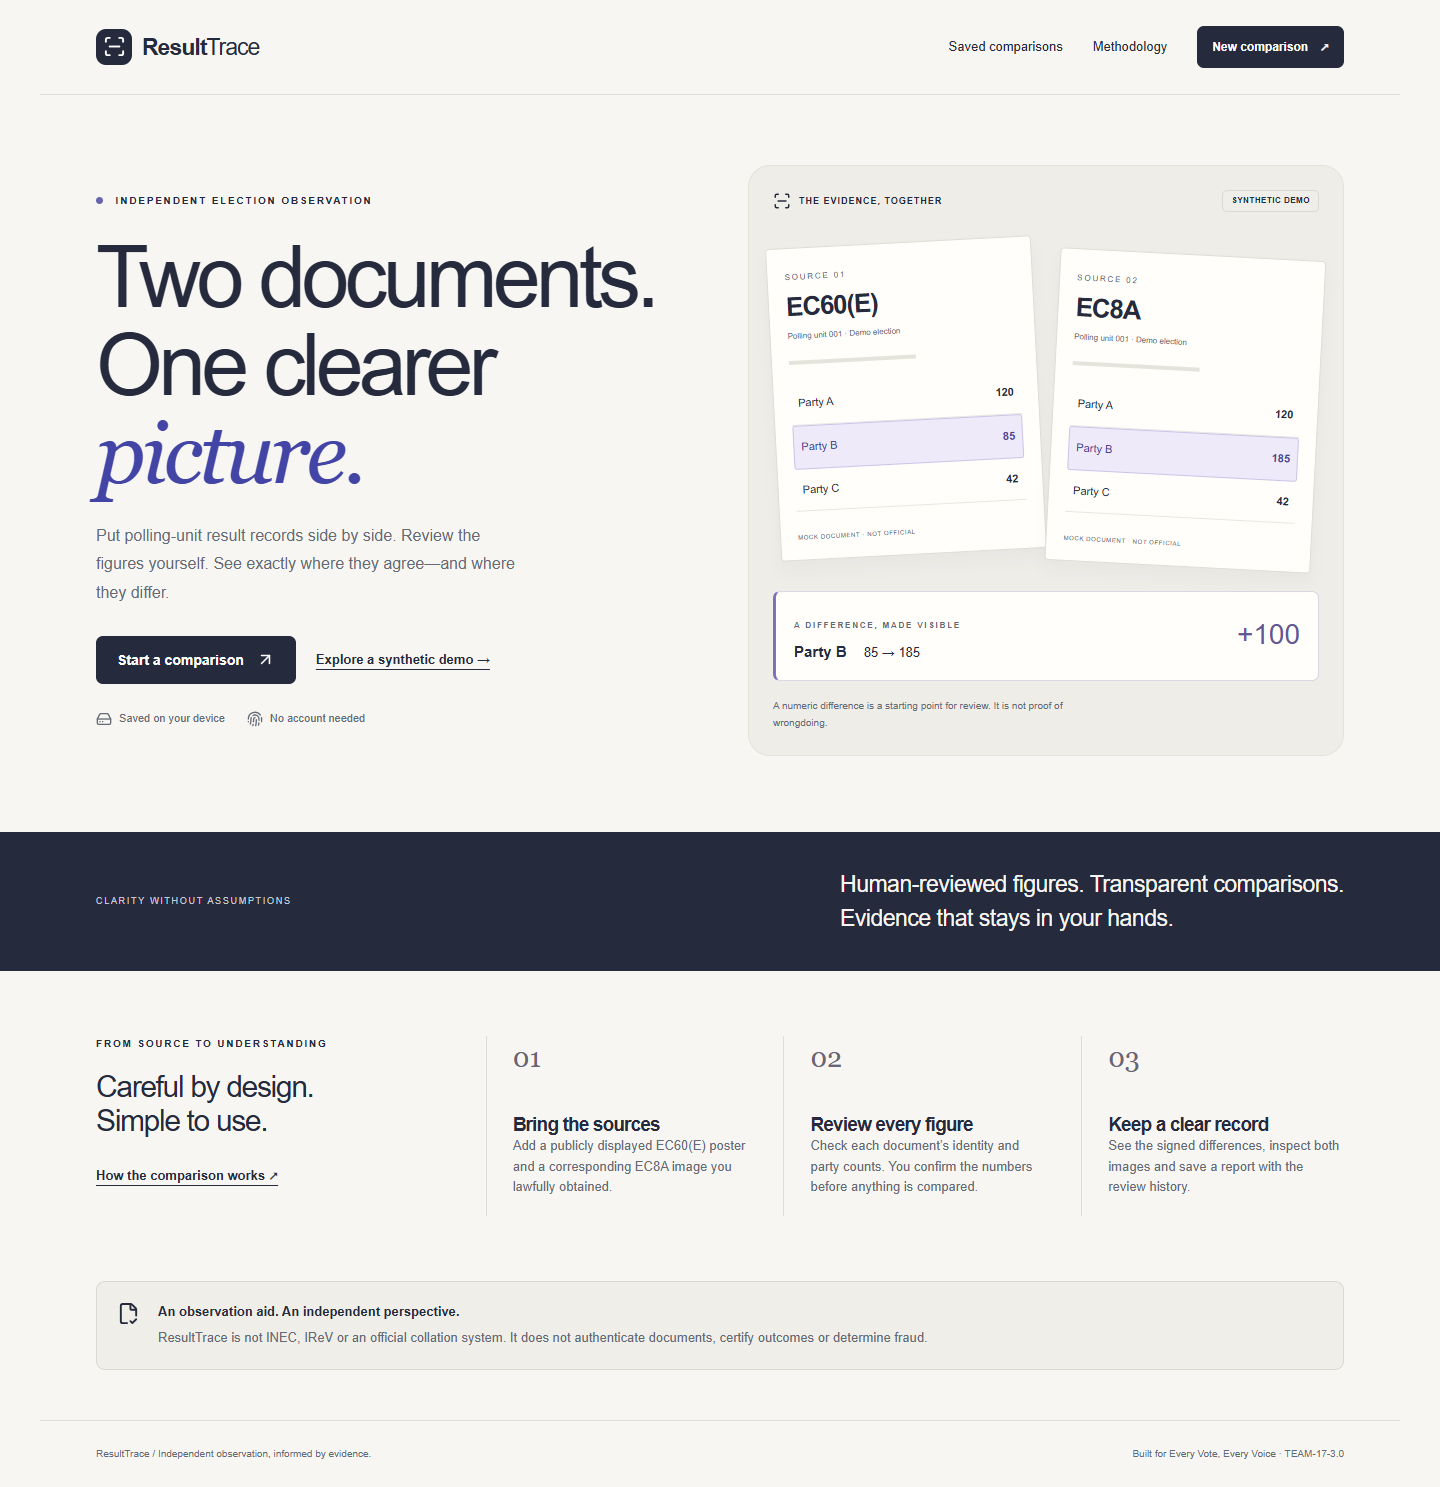 ResultTrace
Saved comparisons
Methodology
New comparison ↗
INDEPENDENT ELECTION OBSERVATION
Two documents.
One clearer
picture.
Put polling-unit result records side by side. Review the
figures yourself. See exactly where they agree—and where
they differ.
Start a comparison ↗
Explore a synthetic demo →
Saved on your device
No account needed
THE EVIDENCE, TOGETHER
SYNTHETIC DEMO
SOURCE 01
EC60(E)
Polling unit 001 · Demo election
Party A 120
Party B 85
Party C 42
MOCK DOCUMENT · NOT OFFICIAL
SOURCE 02
EC8A
Polling unit 001 · Demo election
Party A 120
Party B 185
Party C 42
MOCK DOCUMENT · NOT OFFICIAL
A DIFFERENCE, MADE VISIBLE
Party B 85 → 185
+100
A numeric difference is a starting point for review. It is not proof of
wrongdoing.
CLARITY WITHOUT ASSUMPTIONS
Human-reviewed figures. Transparent comparisons.
Evidence that stays in your hands.
FROM SOURCE TO UNDERSTANDING
Careful by design.
Simple to use.
How the comparison works ↗
01
Bring the sources
Add a publicly displayed EC60(E) poster
and a corresponding EC8A image you
lawfully obtained.
02
Review every figure
Check each document's identity and
party counts. You confirm the numbers
before anything is compared.
03
Keep a clear record
See the signed differences, inspect both
images and save a report with the
review history.
An observation aid. An independent perspective.
ResultTrace is not INEC, IReV or an official collation system. It does not authenticate documents, certify outcomes or determine fraud.
ResultTrace / Independent observation, informed by evidence.
Built for Every Vote, Every Voice · TEAM-17-3.0